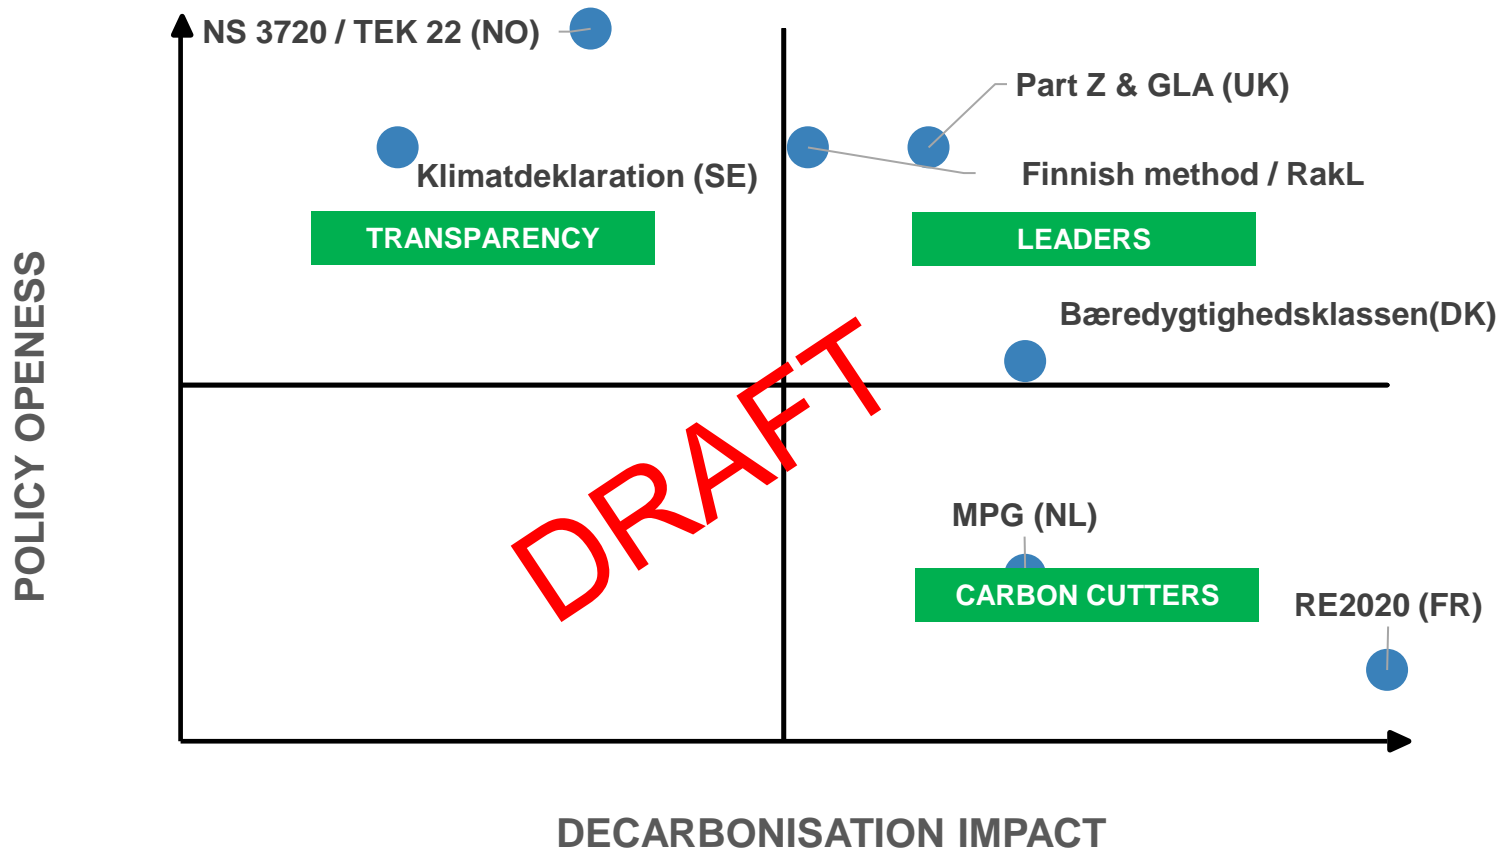 NS 3720 / TEK 22 (NO)
Part Z & GLA (UK)
Klimatdeklaration (SE)
Finnish method / RakL
TRANSPARENCY
LEADERS
Bæredygtighedsklassen(DK)
POLICY OPENESS
DRAFT
MPG (NL)
CARBON CUTTERS
RE2020 (FR)
DECARBONISATION IMPACT